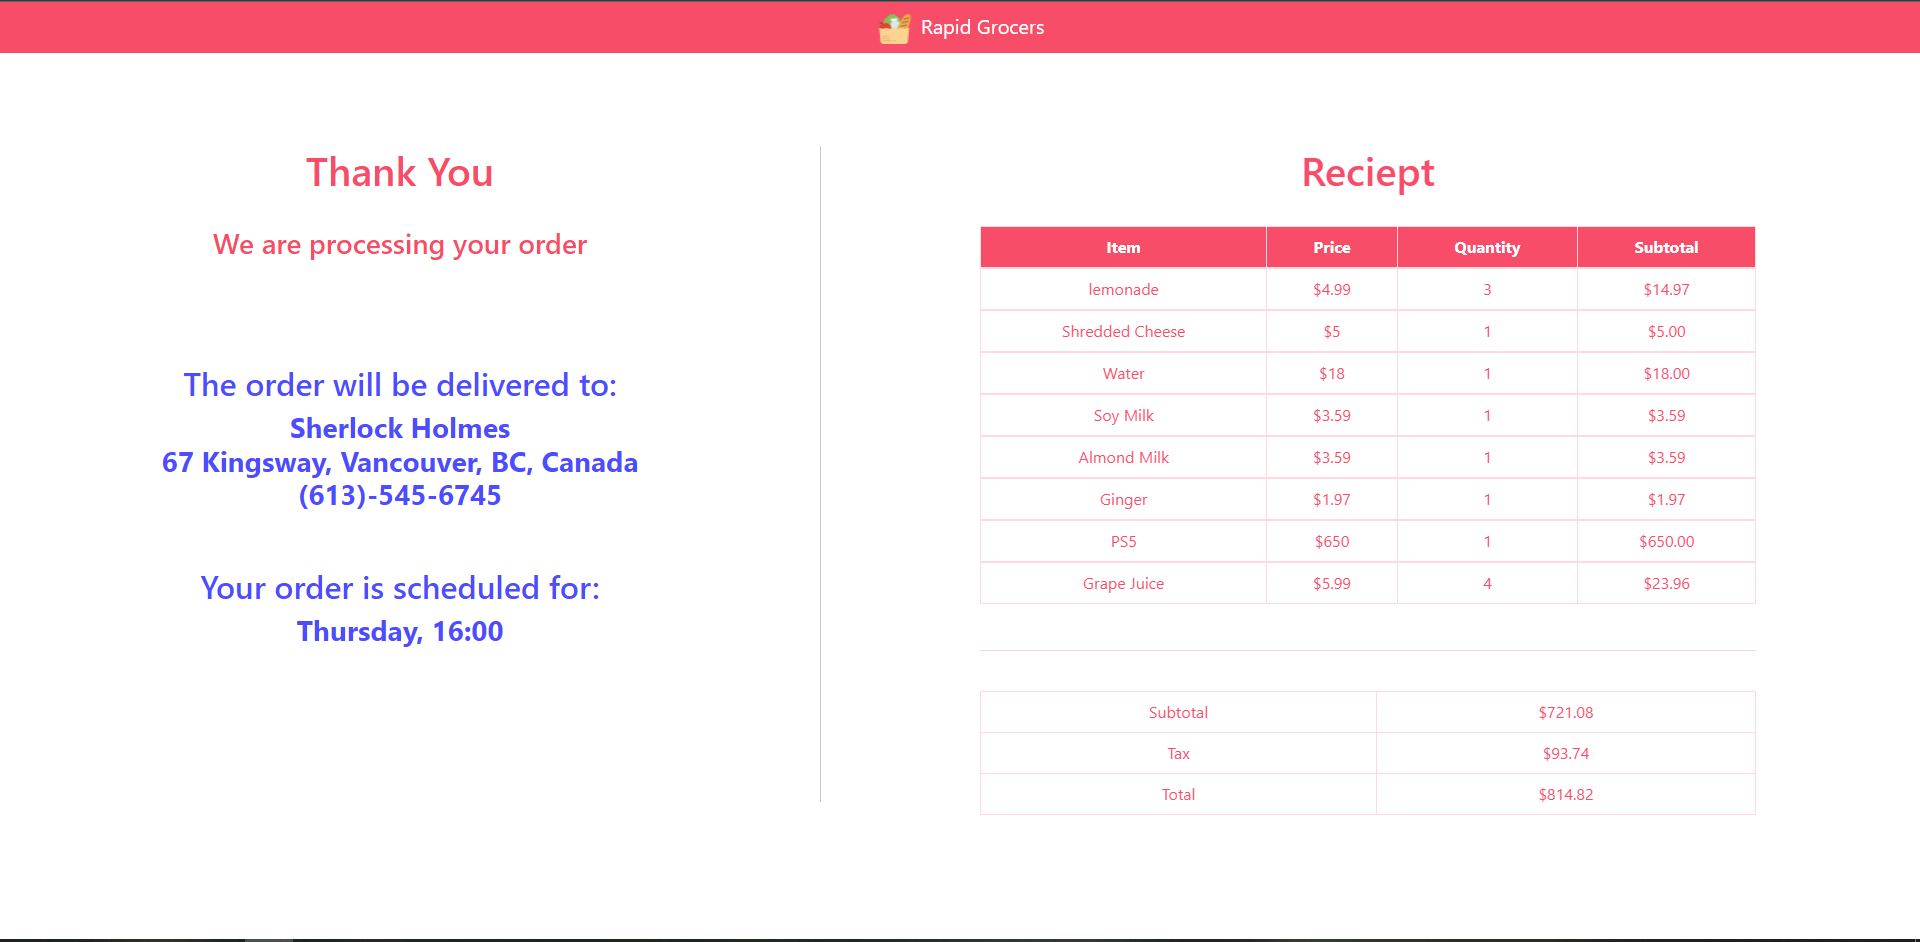 Rapid Grocers
Thank You
We are processing your order
The order will be delivered to:
Sherlock Holmes
67 Kingsway, Vancouver, BC, Canada
(613)-545-6745
Your order is scheduled for:
Thursday, 16:00
Reciept
Item Price Quantity Subtotal
lemonade $4.99 3 $14.97
Shredded Cheese $5 1 $5.00
Water $18 1 $18.00
Soy Milk $3.59 1 $3.59
Almond Milk $3.59 1 $3.59
Ginger $1.97 1 $1.97
PS5 $650 1 $650.00
Grape Juice $5.99 4 $23.96
Subtotal $721.08
Tax $93.74
Total $814.82